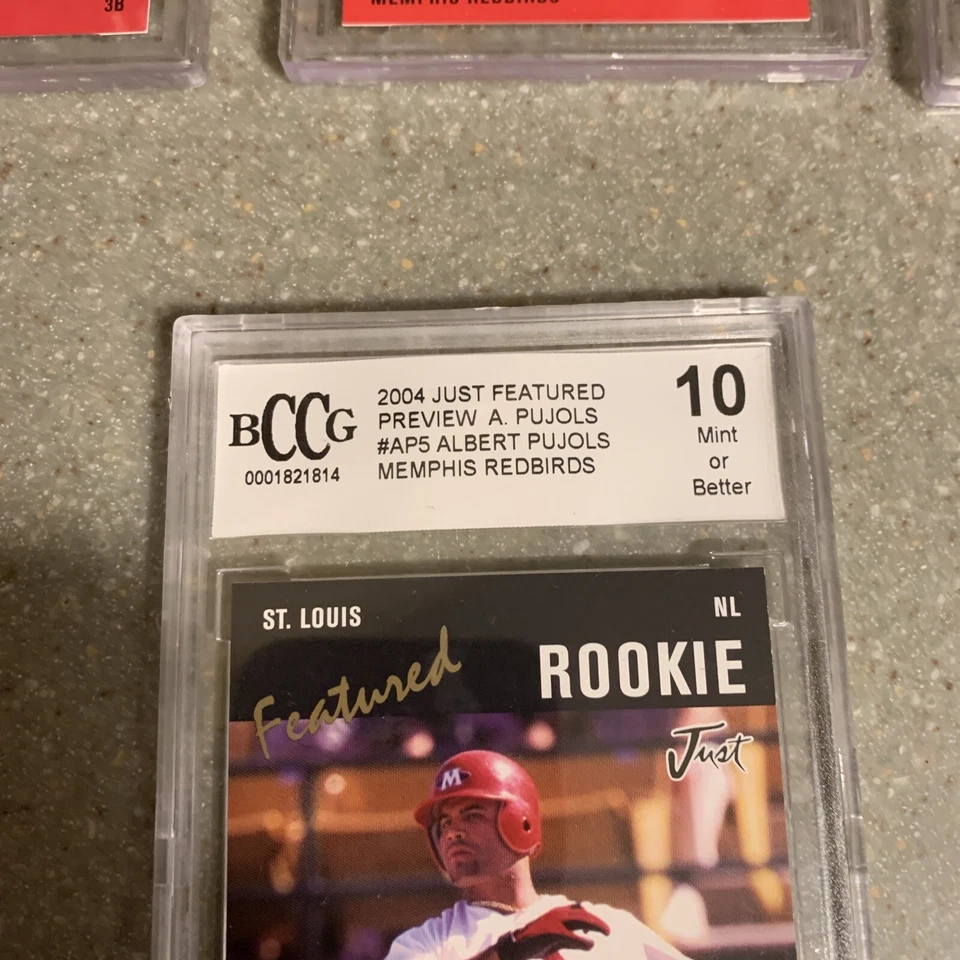 3B
MEMPHIS REDBIRDS
BCCG
0001821814
2004 JUST FEATURED
PREVIEW A. PUJOLS
#AP5 ALBERT PUJOLS
MEMPHIS REDBIRDS
10
Mint
or
Better
ST. LOUIS
NL
Featured
ROOKIE
Just
M